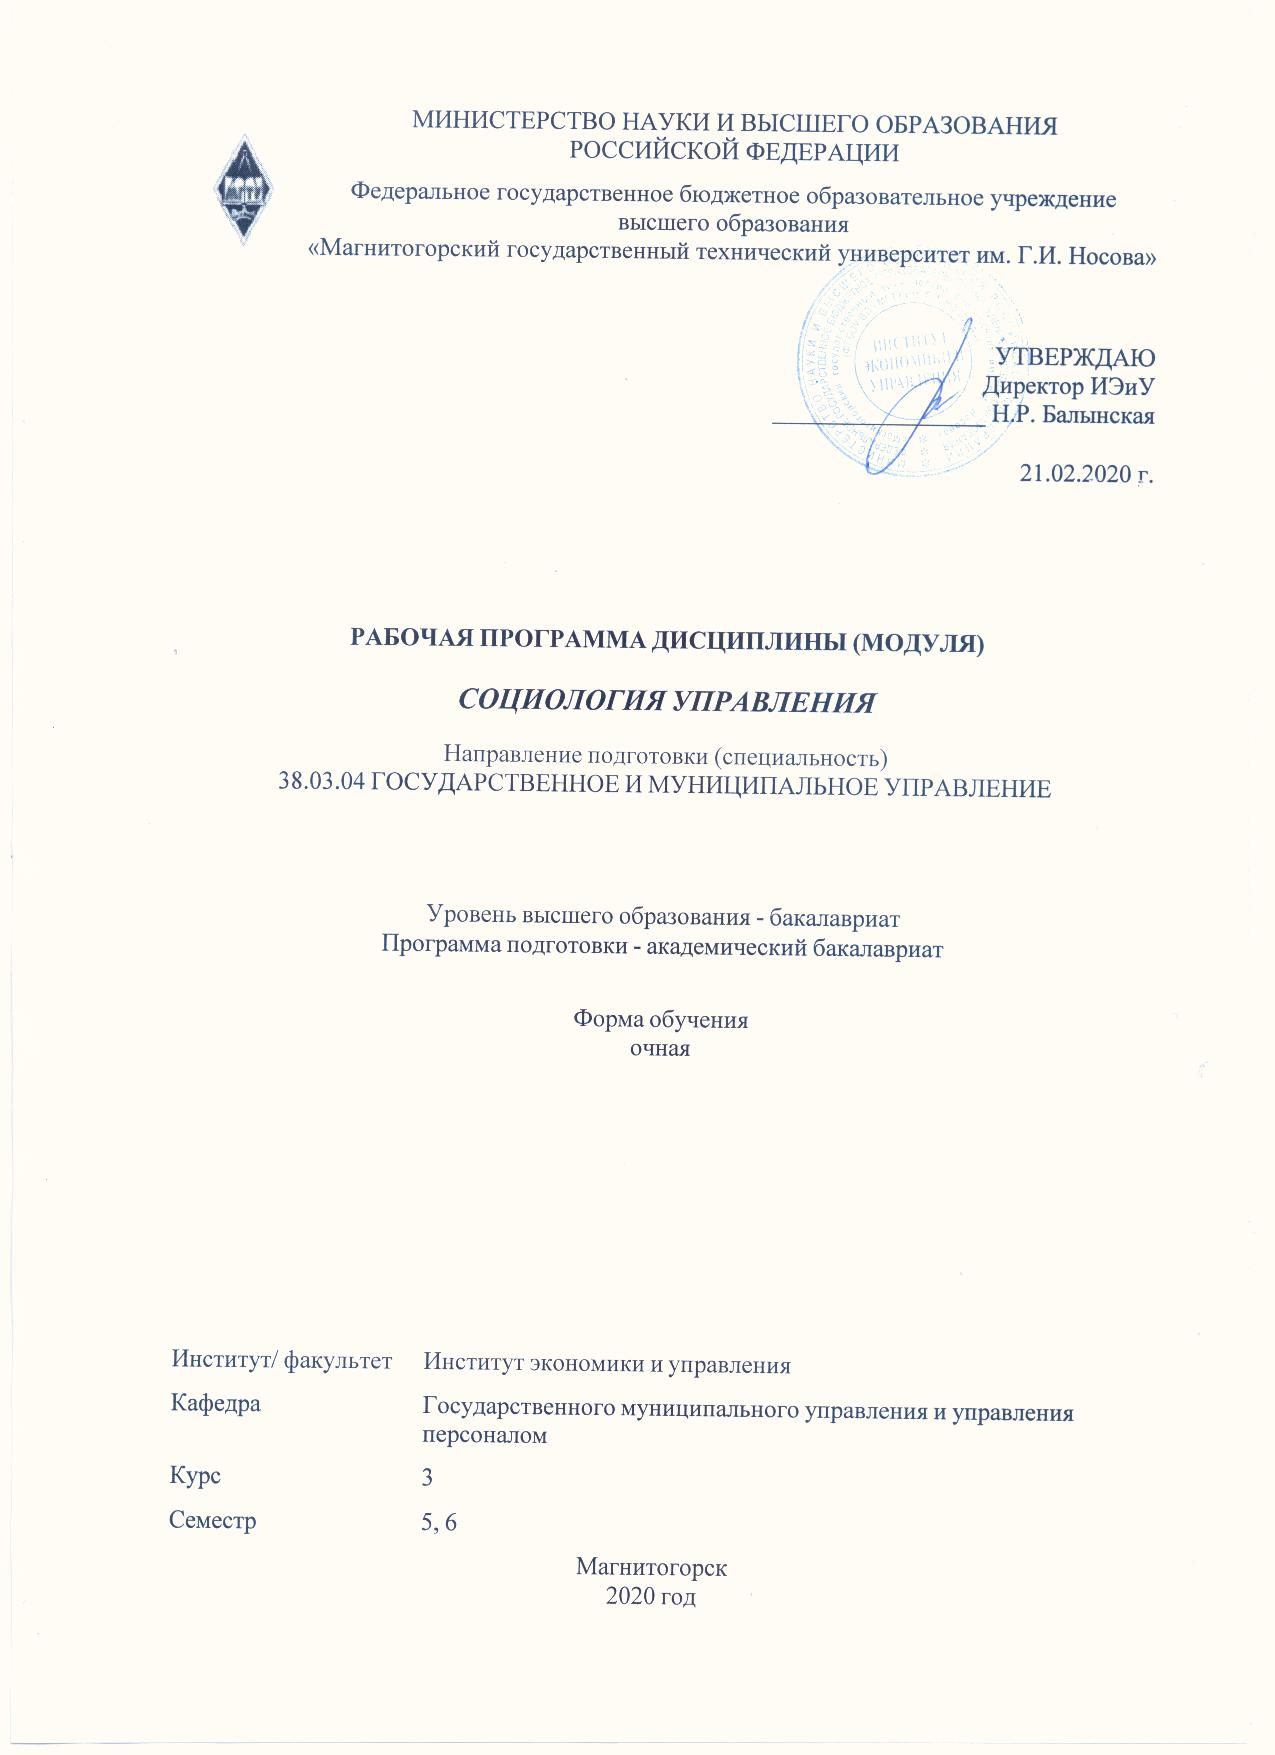 МИНИСТЕРСТВО НАУКИ И ВЫСШЕГО ОБРАЗОВАНИЯ
РОССИЙСКОЙ ФЕДЕРАЦИИ
Федеральное государственное бюджетное образовательное учреждение
высшего образования
«Магнитогорский государственный технический университет им. Г.И. Носова»
ИНСТИТУТ
ЭКОНОМИКИ И
УПРАВЛЕНИЯ
УТВЕРЖДАЮ
Директор ИЭиУ
Н.Р. Балынская
21.02.2020 г.
РАБОЧАЯ ПРОГРАММА ДИСЦИПЛИНЫ (МОДУЛЯ)
СОЦИОЛОГИЯ УПРАВЛЕНИЯ
Направление подготовки (специальность)
38.03.04 ГОСУДАРСТВЕННОЕ И МУНИЦИПАЛЬНОЕ УПРАВЛЕНИЕ
Уровень высшего образования - бакалавриат
Программа подготовки - академический бакалавриат
Форма обучения
очная
Институт/ факультет Институт экономики и управления
Кафедра Государственного муниципального управления и управления
персоналом
Курс 3
Семестр 5, 6
Магнитогорск
2020 год